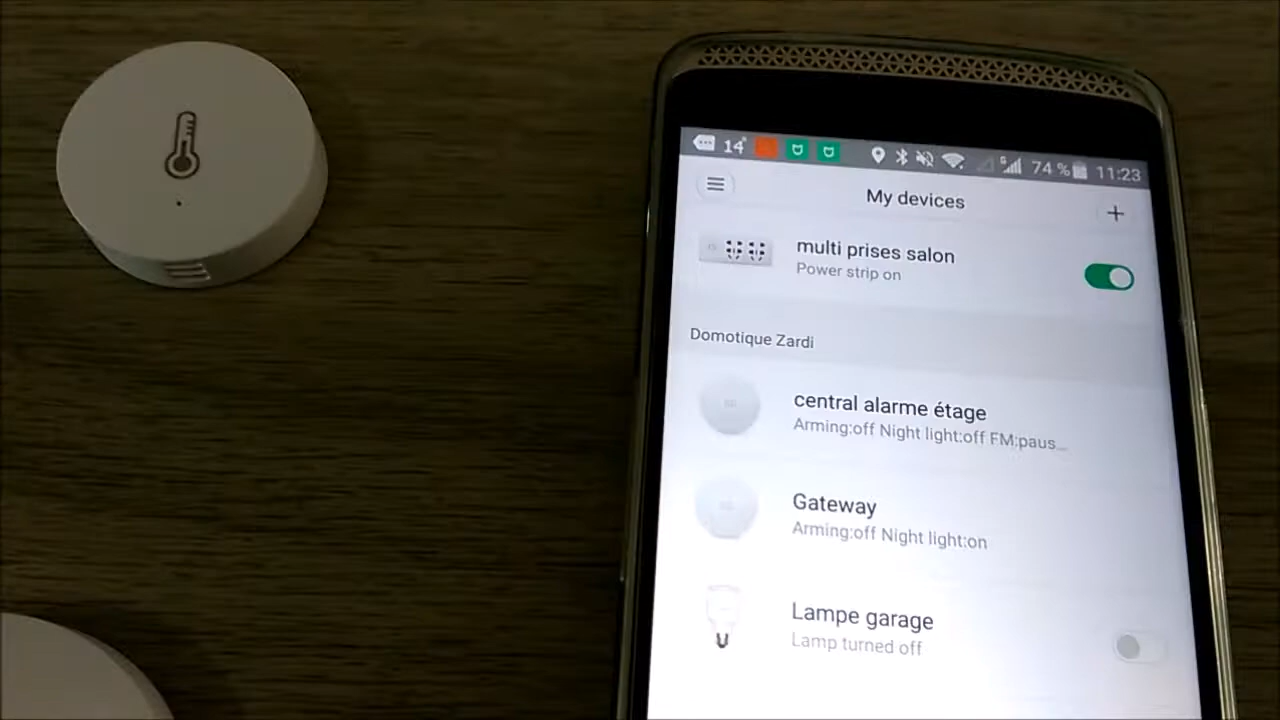 14° 74 % 11:23
My devices
+
multi prises salon
Power strip on
Domotique Zardi
central alarme étage
Arming:off Night light:off FM:paus...
Gateway
Arming:off Night light:on
Lampe garage
Lamp turned off